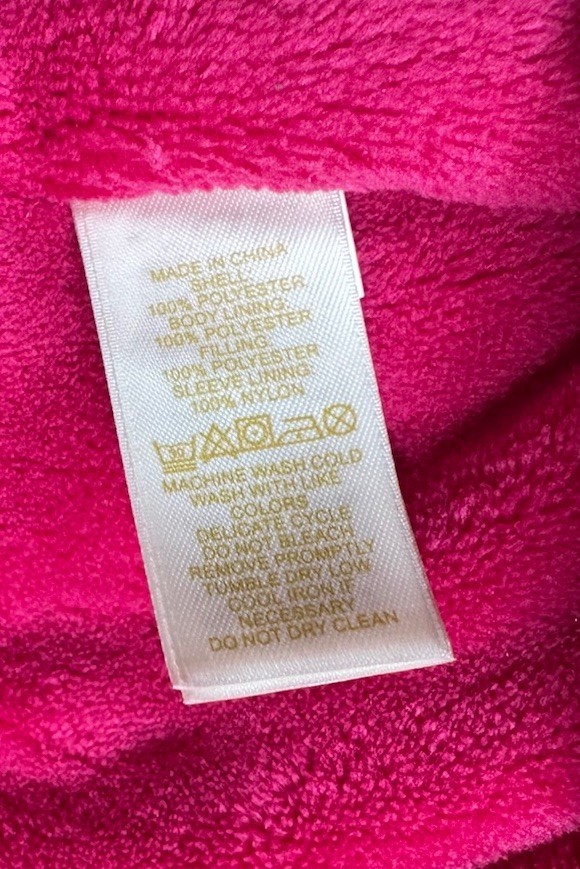 MADE IN CHINA
SHELL:
100% POLYESTER
BODY LINING:
100% POLYESTER
FILLING:
100% POLYESTER
SLEEVE LINING:
100% NYLON
30
MACHINE WASH COLD
WASH WITH LIKE
COLORS
DELICATE CYCLE
DO NOT BLEACH
REMOVE PROMPTLY
TUMBLE DRY LOW
COOL IRON IF
NECESSARY
DO NOT DRY CLEAN